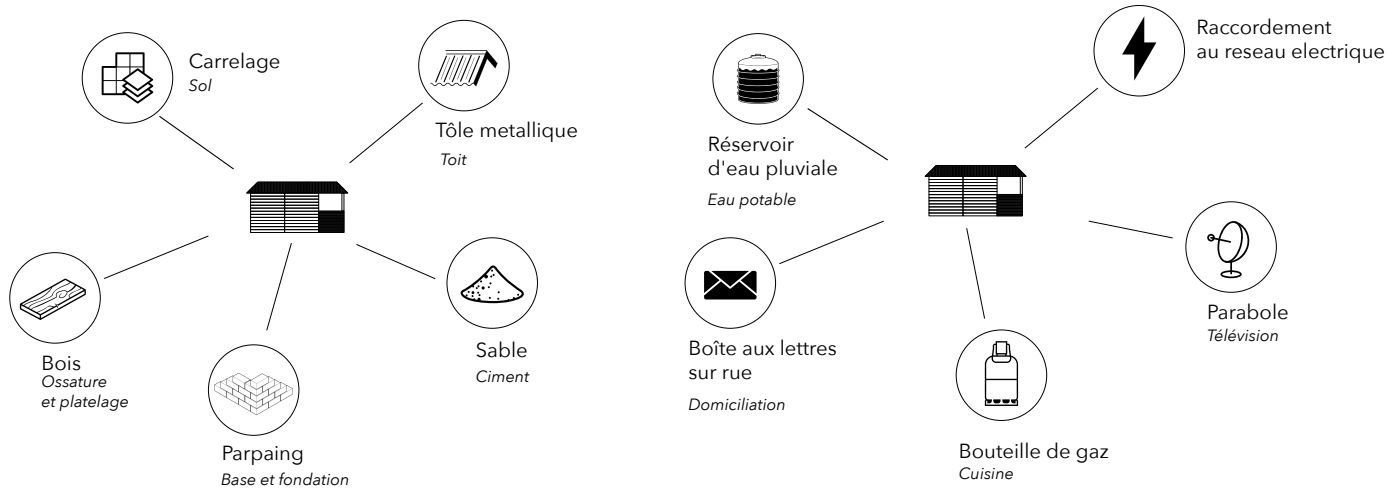 Carrelage
Sol
Tôle metallique
Toit
Bois
Ossature
et platelage
Parpaing
Base et fondation
Sable
Ciment
Réservoir
d'eau pluviale
Eau potable
Raccordement
au reseau electrique
Boîte aux lettres
sur rue
Domiciliation
Bouteille de gaz
Cuisine
Parabole
Télévision